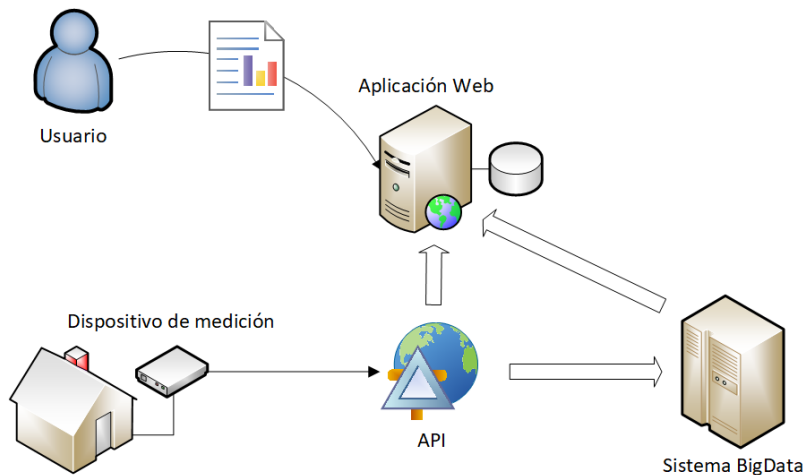 Usuario
Aplicación Web
Dispositivo de medición
API
Sistema BigData